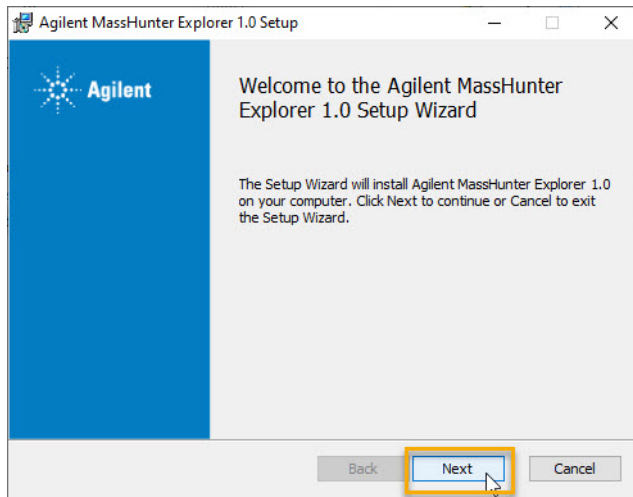 Agilent MassHunter Explorer 1.0 Setup
Agilent
Welcome to the Agilent MassHunter
Explorer 1.0 Setup Wizard
The Setup Wizard will install Agilent MassHunter Explorer 1.0
on your computer. Click Next to continue or Cancel to exit
the Setup Wizard.
Back Next Cancel